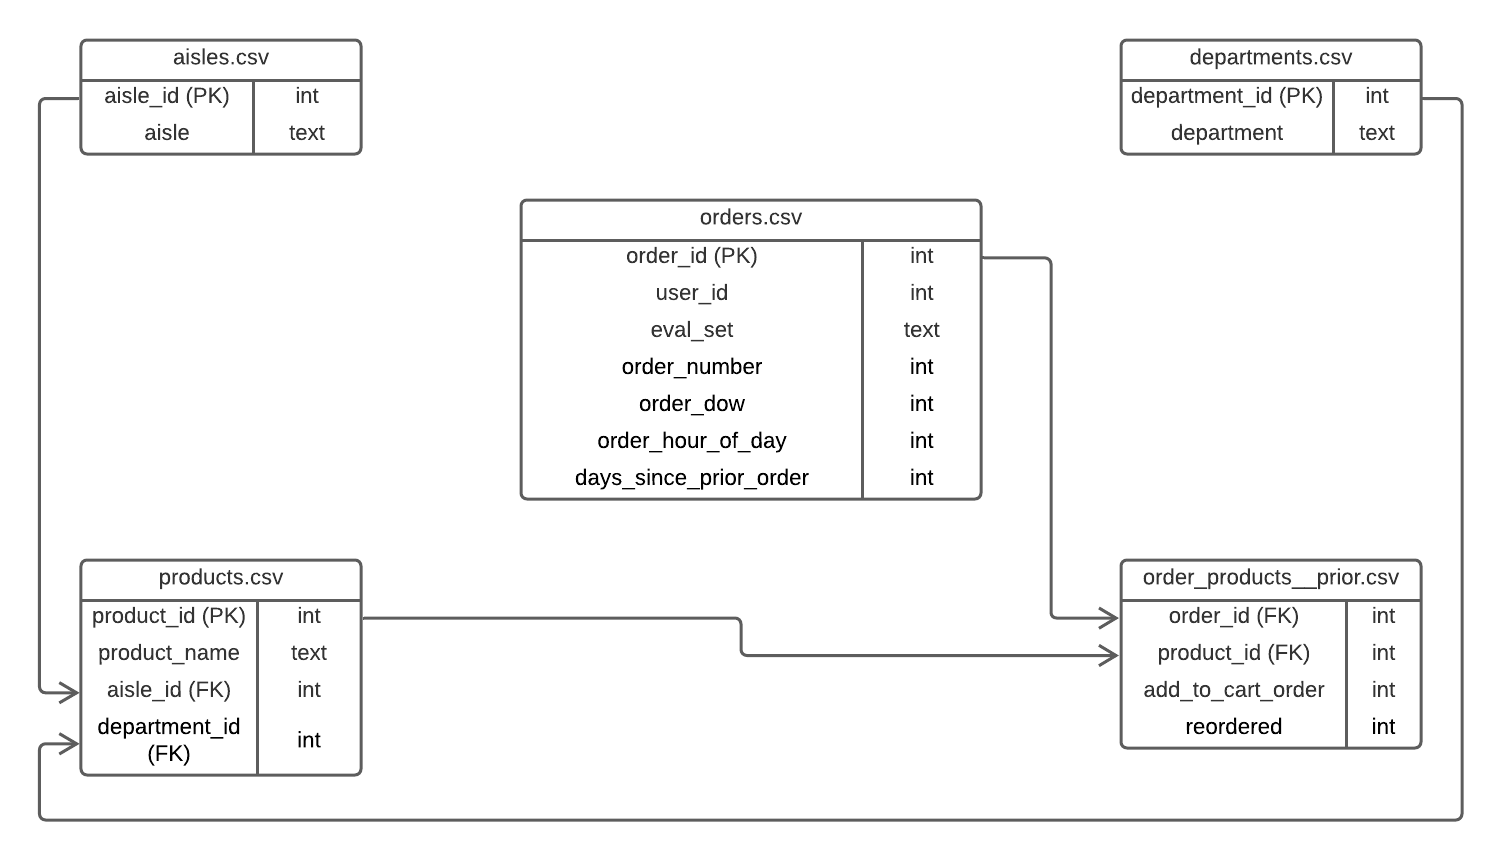 aisles.csv
aisle_id (PK) int
aisle text
departments.csv
department_id (PK) int
department text
orders.csv
order_id (PK) int
user_id int
eval_set text
order_number int
order_dow int
order_hour_of_day int
days_since_prior_order int
products.csv
product_id (PK) int
product_name text
aisle_id (FK) int
department_id
(FK) int
order_products__prior.csv
order_id (FK) int
product_id (FK) int
add_to_cart_order int
reordered int